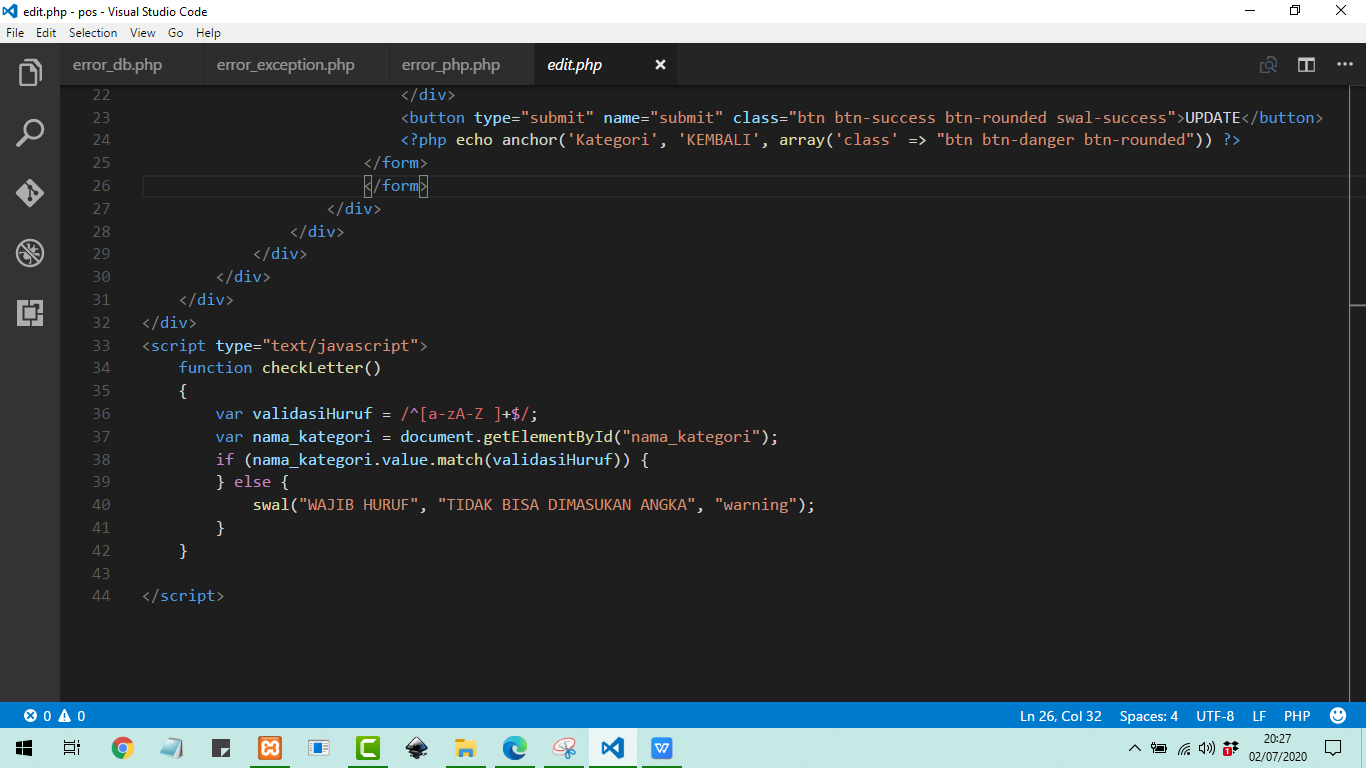 edit.php - pos - Visual Studio Code
File Edit Selection View Go Help
error_db.php error_exception.php error_php.php edit.php
22 </div>
23 <button type="submit" name="submit" class="btn btn-success btn-rounded swal-success">UPDATE</button>
24 <?php echo anchor('Kategori', 'KEMBALI', array('class' => "btn btn-danger btn-rounded")) ?>
25 </form>
26 </form>
27 </div>
28 </div>
29 </div>
30 </div>
31 </div>
32 </div>
33 <script type="text/javascript">
34 function checkLetter()
35 {
36 var validasiHuruf = /^[a-zA-Z ]+$/;
37 var nama_kategori = document.getElementById("nama_kategori");
38 if (nama_kategori.value.match(validasiHuruf)) {
39 } else {
40 swal("WAJIB HURUF", "TIDAK BISA DIMASUKAN ANGKA", "warning");
41 }
42 }
43
44 </script>
0 0 Ln 26, Col 32 Spaces: 4 UTF-8 LF PHP
20:27
02/07/2020